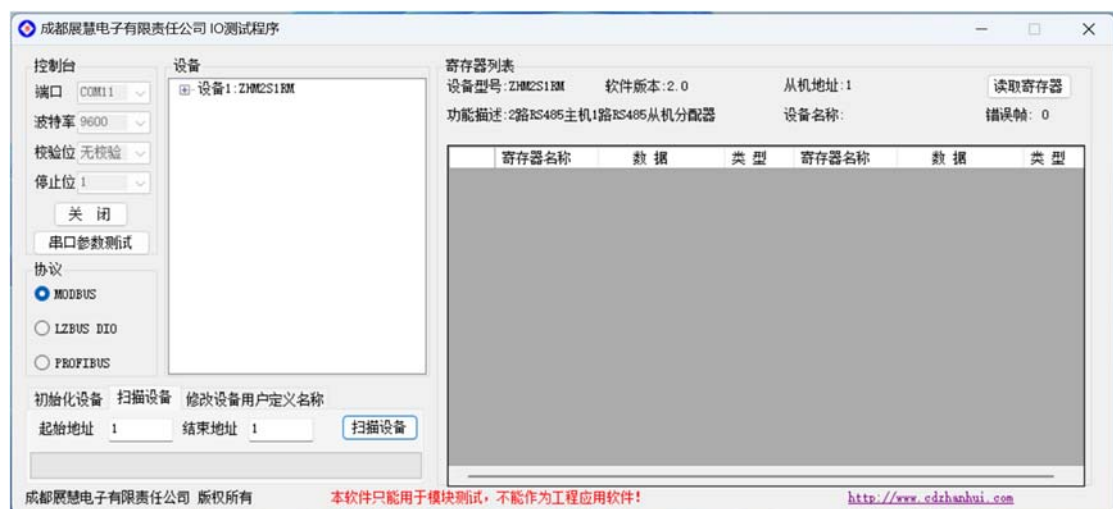 成都展慧电子有限责任公司 IO测试程序
控制台
端口 COM11
波特率 9600
校验位 无校验
停止位 1
关 闭
串口参数测试
协议
MODBUS
LZBUS DIO
PROFIBUS
设备
设备1:ZHM2S1RM
初始化设备 扫描设备 修改设备用户定义名称
起始地址 1 结束地址 1 扫描设备
寄存器列表
设备型号:ZHM2S1RM 软件版本:2.0 从机地址:1 读取寄存器
功能描述:2路RS485主机1路RS485从机分配器 设备名称: 错误帧: 0
寄存器名称 数 据 类 型 寄存器名称 数 据 类 型
成都展慧电子有限责任公司 版权所有 本软件只能用于模块测试，不能作为工程应用软件! http://www.cdzhanhui.com